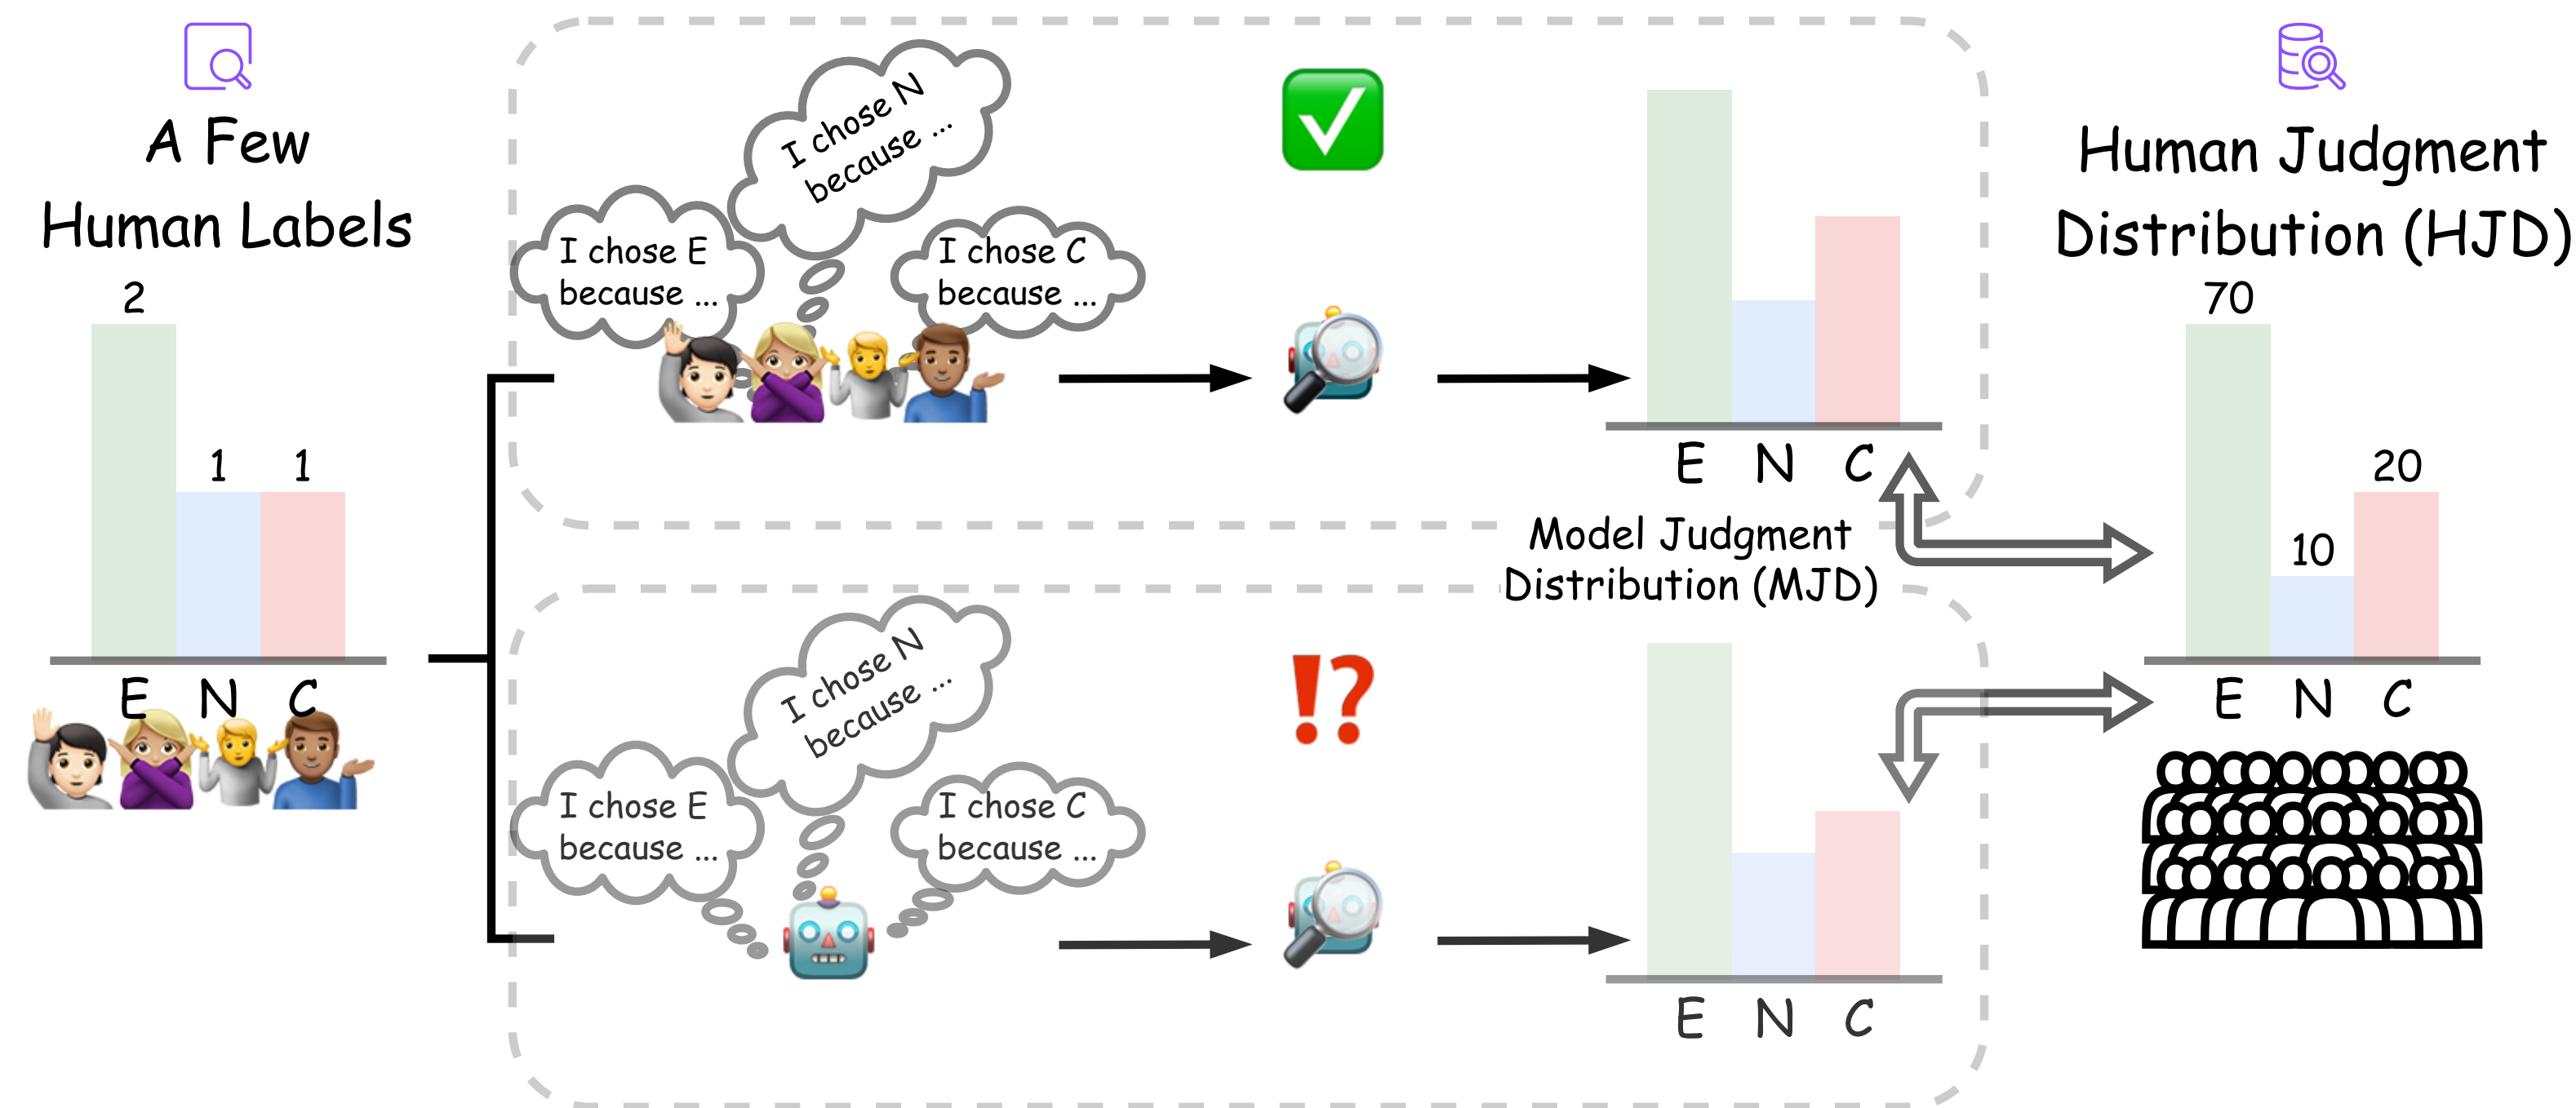 A Few
Human Labels
2
1
1
E N C
I chose E
because ...
I chose N
because ...
I chose C
because ...
E N C
Model Judgment
Distribution (MJD)
I chose E
because ...
I chose N
because ...
I chose C
because ...
E N C
Human Judgment
Distribution (HJD)
70
10
20
E N C